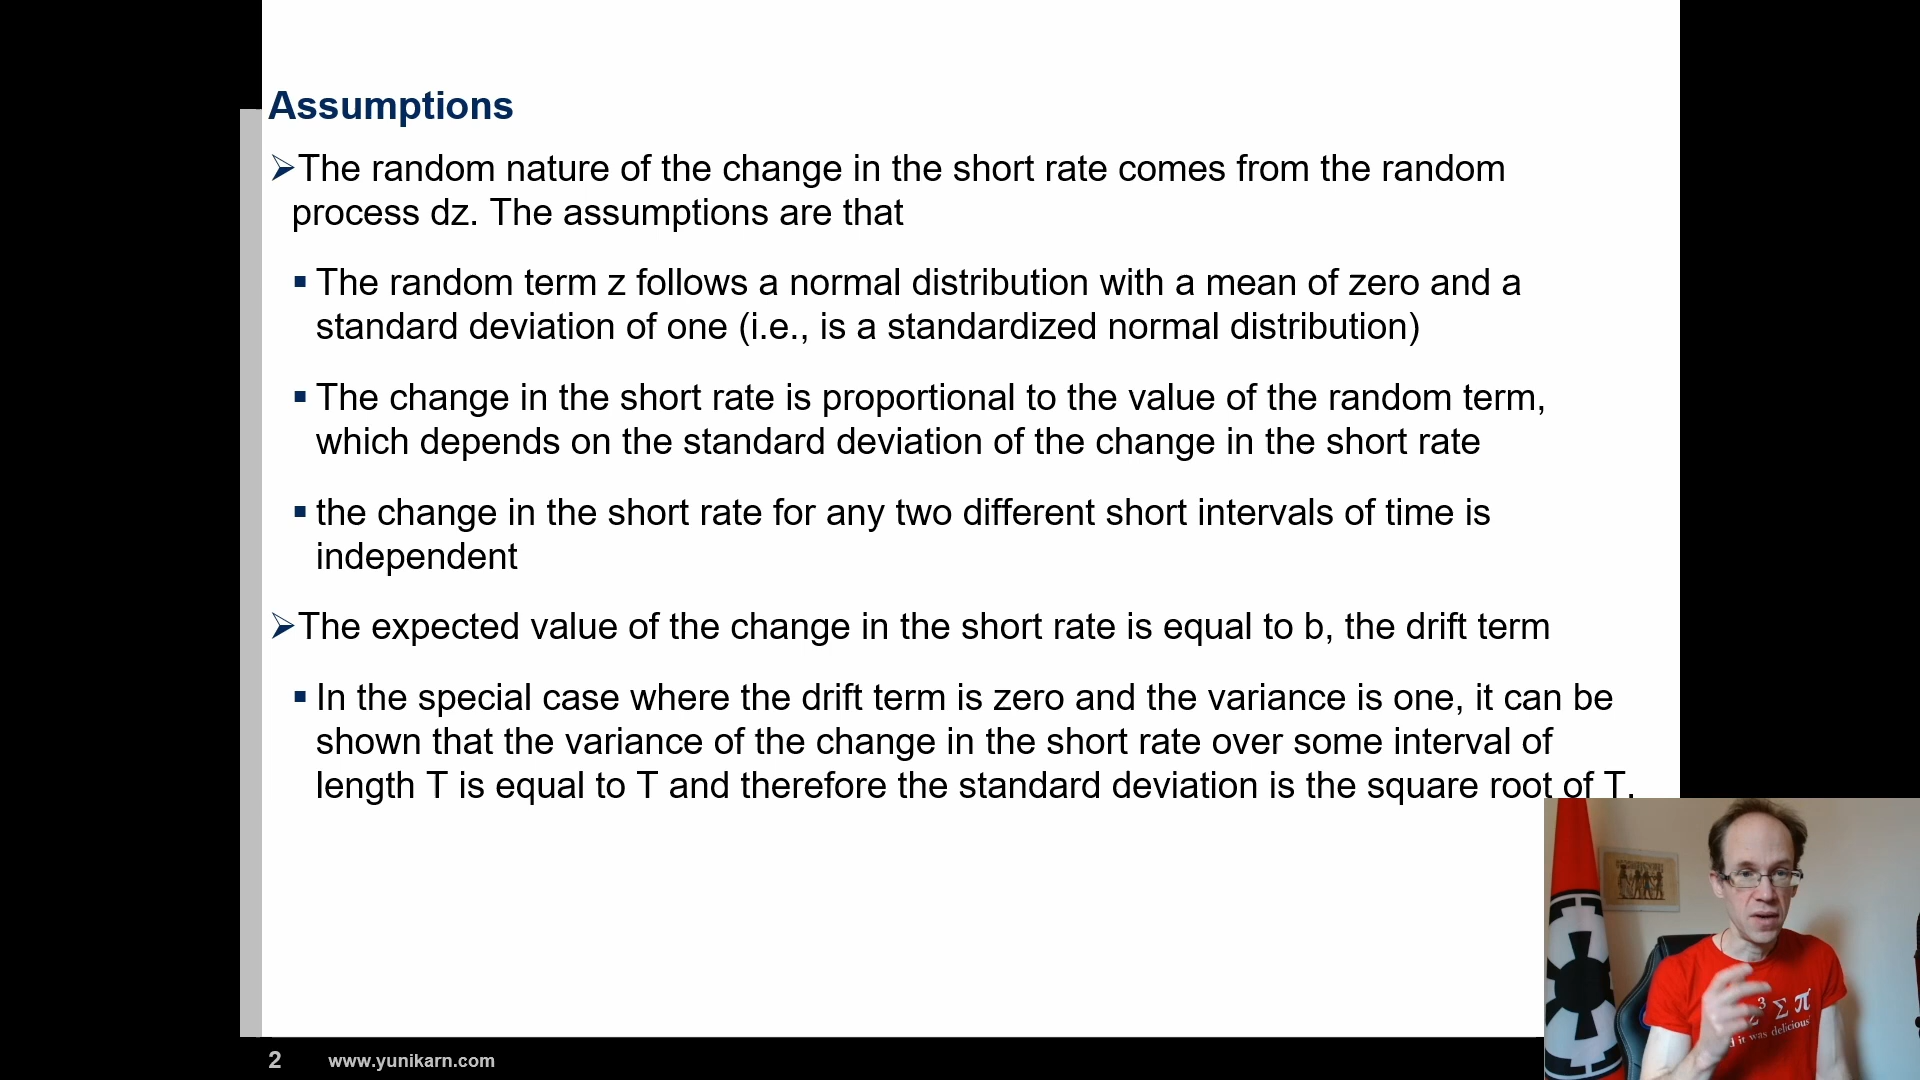 Assumptions
The random nature of the change in the short rate comes from the random
process dz. The assumptions are that
The random term z follows a normal distribution with a mean of zero and a
standard deviation of one (i.e., is a standardized normal distribution)
The change in the short rate is proportional to the value of the random term,
which depends on the standard deviation of the change in the short rate
the change in the short rate for any two different short intervals of time is
independent
The expected value of the change in the short rate is equal to b, the drift term
In the special case where the drift term is zero and the variance is one, it can be
shown that the variance of the change in the short rate over some interval of
length T is equal to T and therefore the standard deviation is the square root of T.
3 Σ π
it was delicious
2 www.yunikarn.com